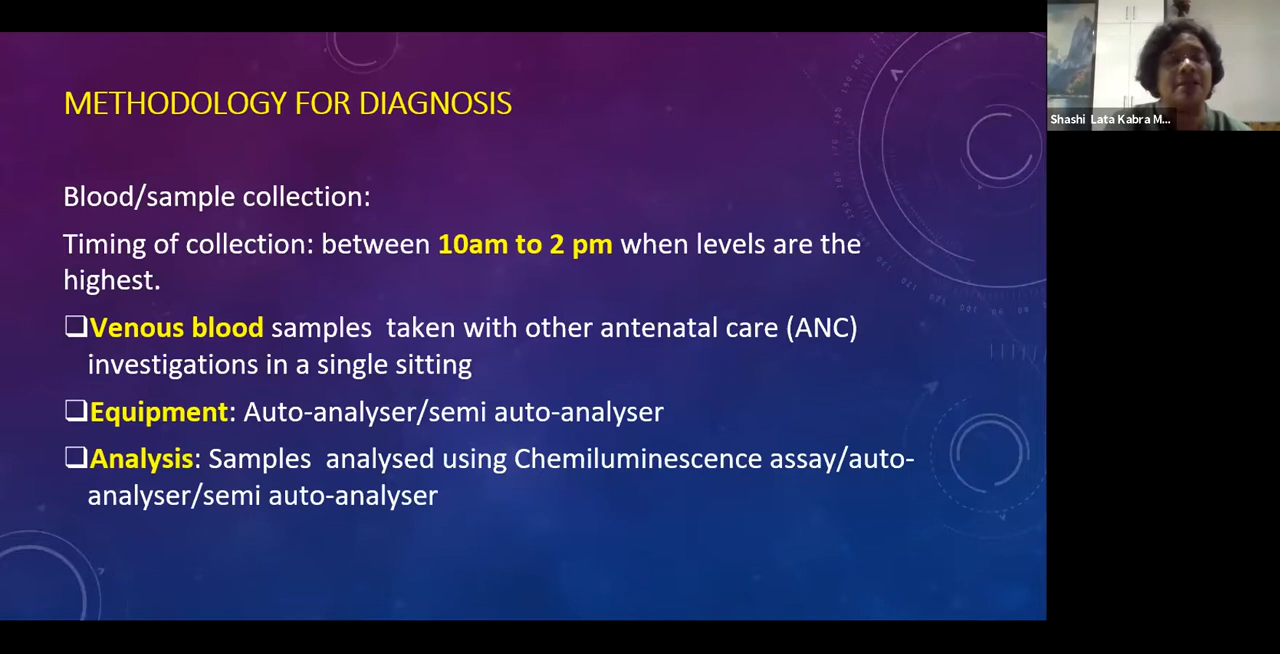 METHODOLOGY FOR DIAGNOSIS
Blood/sample collection:
Timing of collection: between 10am to 2 pm when levels are the
highest.
❑Venous blood samples taken with other antenatal care (ANC)
investigations in a single sitting
❑Equipment: Auto-analyser/semi auto-analyser
❑Analysis: Samples analysed using Chemiluminescence assay/auto-
analyser/semi auto-analyser
Shashi Lata Kabra M...